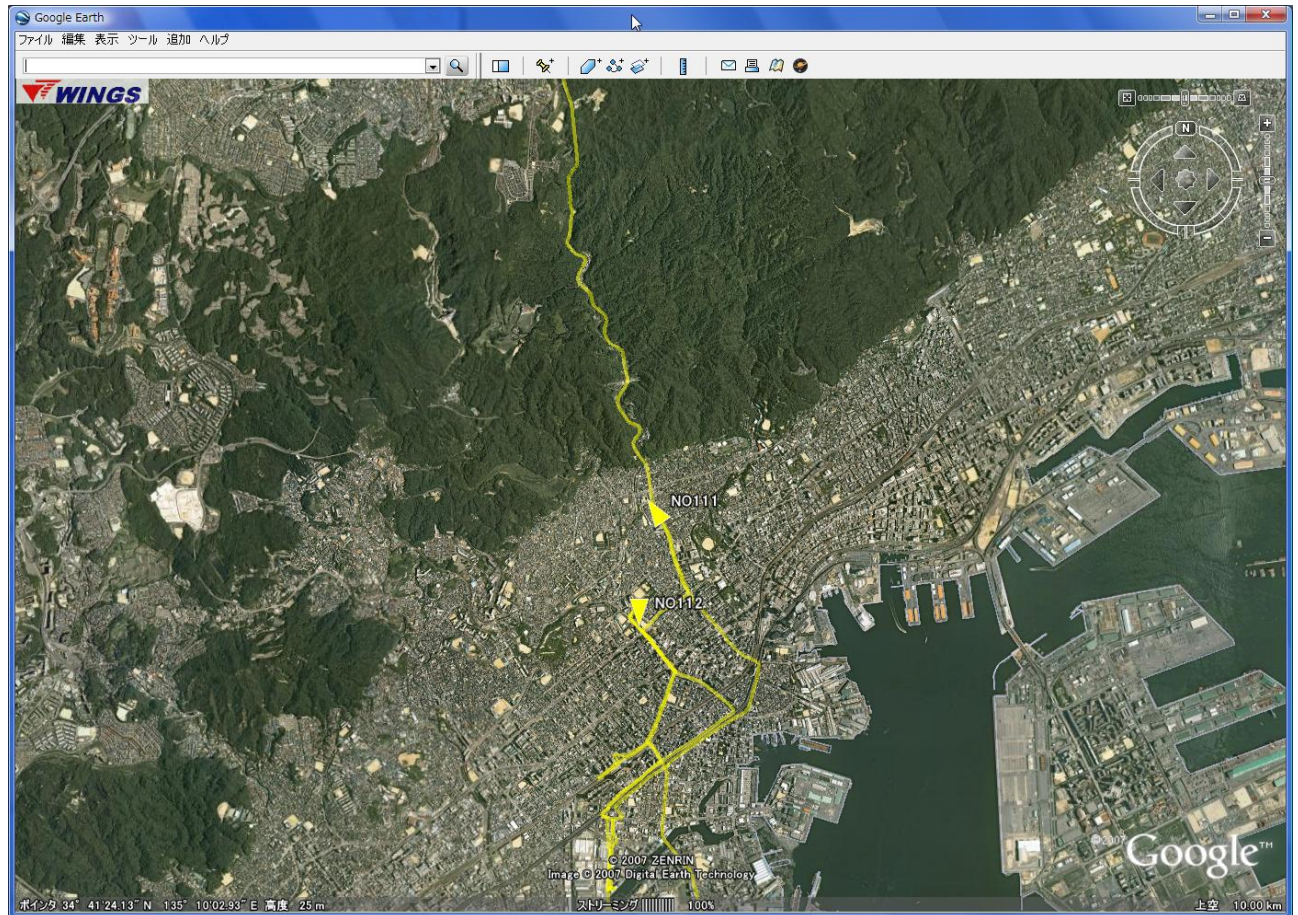 Google Earth
ファイル 編集 表示 ツール 追加 ヘルプ
WINGS
N
NO111
NO112
© 2007 ZENRIN
Image © 2007 Digital Earth Technology
©2007 Google™
ポインタ 34° 41'24.13" N 135° 10'02.93" E 高度 25 m
ストリーミング 100%
上空 10.00 km